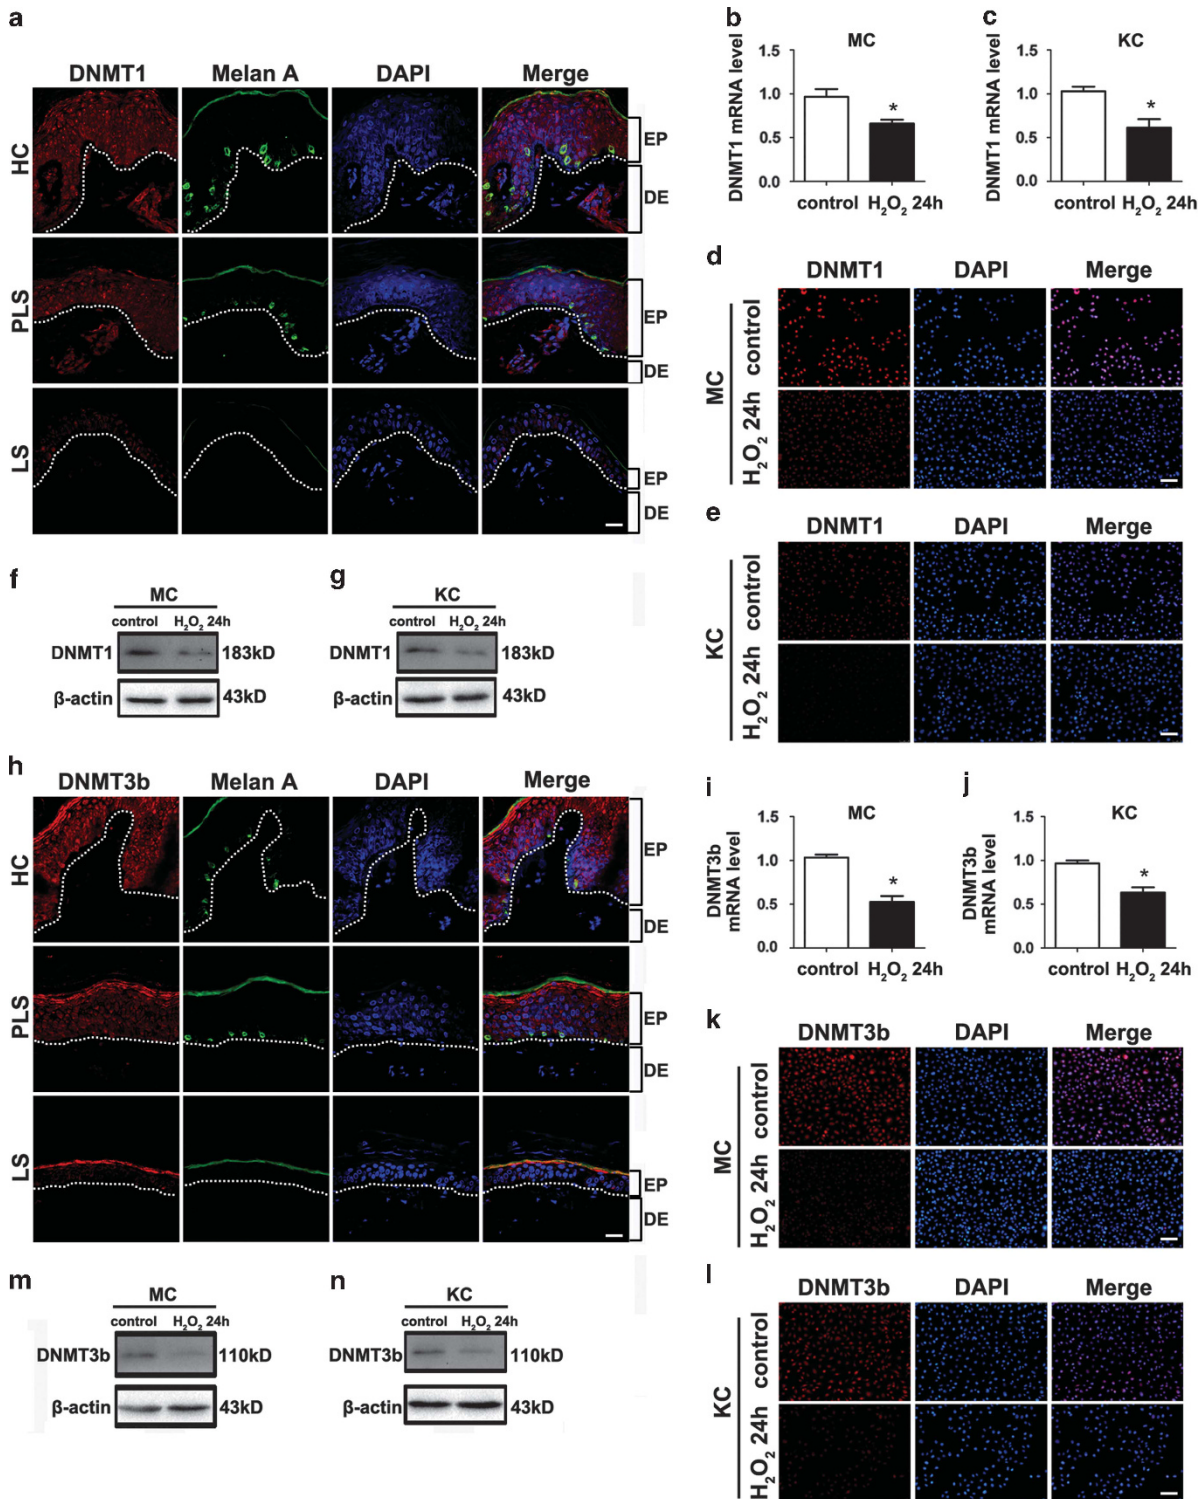 a
DNMT1 Melan A DAPI Merge
HC
EP
DE
PLS
EP
DE
LS
EP
DE
b
MC
DNMT1 mRNA level
1.5
1.0
0.5
0.0
*
control H₂O₂ 24h
c
KC
DNMT1 mRNA level
1.5
1.0
0.5
0.0
*
control H₂O₂ 24h
d
DNMT1 DAPI Merge
MC
control
H₂O₂ 24h
e
DNMT1 DAPI Merge
KC
control
H₂O₂ 24h
f
MC
control H₂O₂ 24h
DNMT1 183kD
β-actin 43kD
g
KC
control H₂O₂ 24h
DNMT1 183kD
β-actin 43kD
h
DNMT3b Melan A DAPI Merge
HC
EP
DE
PLS
EP
DE
LS
EP
DE
i
MC
DNMT3b
mRNA level
1.5
1.0
0.5
0.0
*
control H₂O₂ 24h
j
KC
DNMT3b
mRNA level
1.5
1.0
0.5
0.0
*
control H₂O₂ 24h
k
DNMT3b DAPI Merge
MC
control
H₂O₂ 24h
l
DNMT3b DAPI Merge
KC
control
H₂O₂ 24h
m
MC
control H₂O₂ 24h
DNMT3b 110kD
β-actin 43kD
n
KC
control H₂O₂ 24h
DNMT3b 110kD
β-actin 43kD